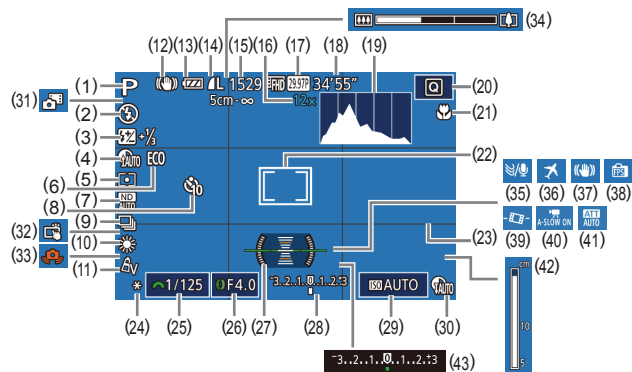 (12) (13) (14) (15) (16) (17) (18) (19) (34)
(1) P L 1529 FHD 29.97P 34'55" Q (20)
(31) 5cm-∞ 12x (21)
(2)
(3) ± +1/3
(4) AUTO ECO (22)
(5)
(6) (35) (36) (37) FPS (38)
(7) ND AUTO
(8) 10
(9) (23)
(32) A-SLOW ON ATT AUTO
(10) (39) (40) (41)
(33)
(11) AV cm (42)
* 1/125 F4.0 -3..2..1..0..1..2..+3 ISO AUTO AUTO 10
(24) (25) (26) (27) (28) (29) (30)
-3..2..1..0..1..2..+3 (43) 5